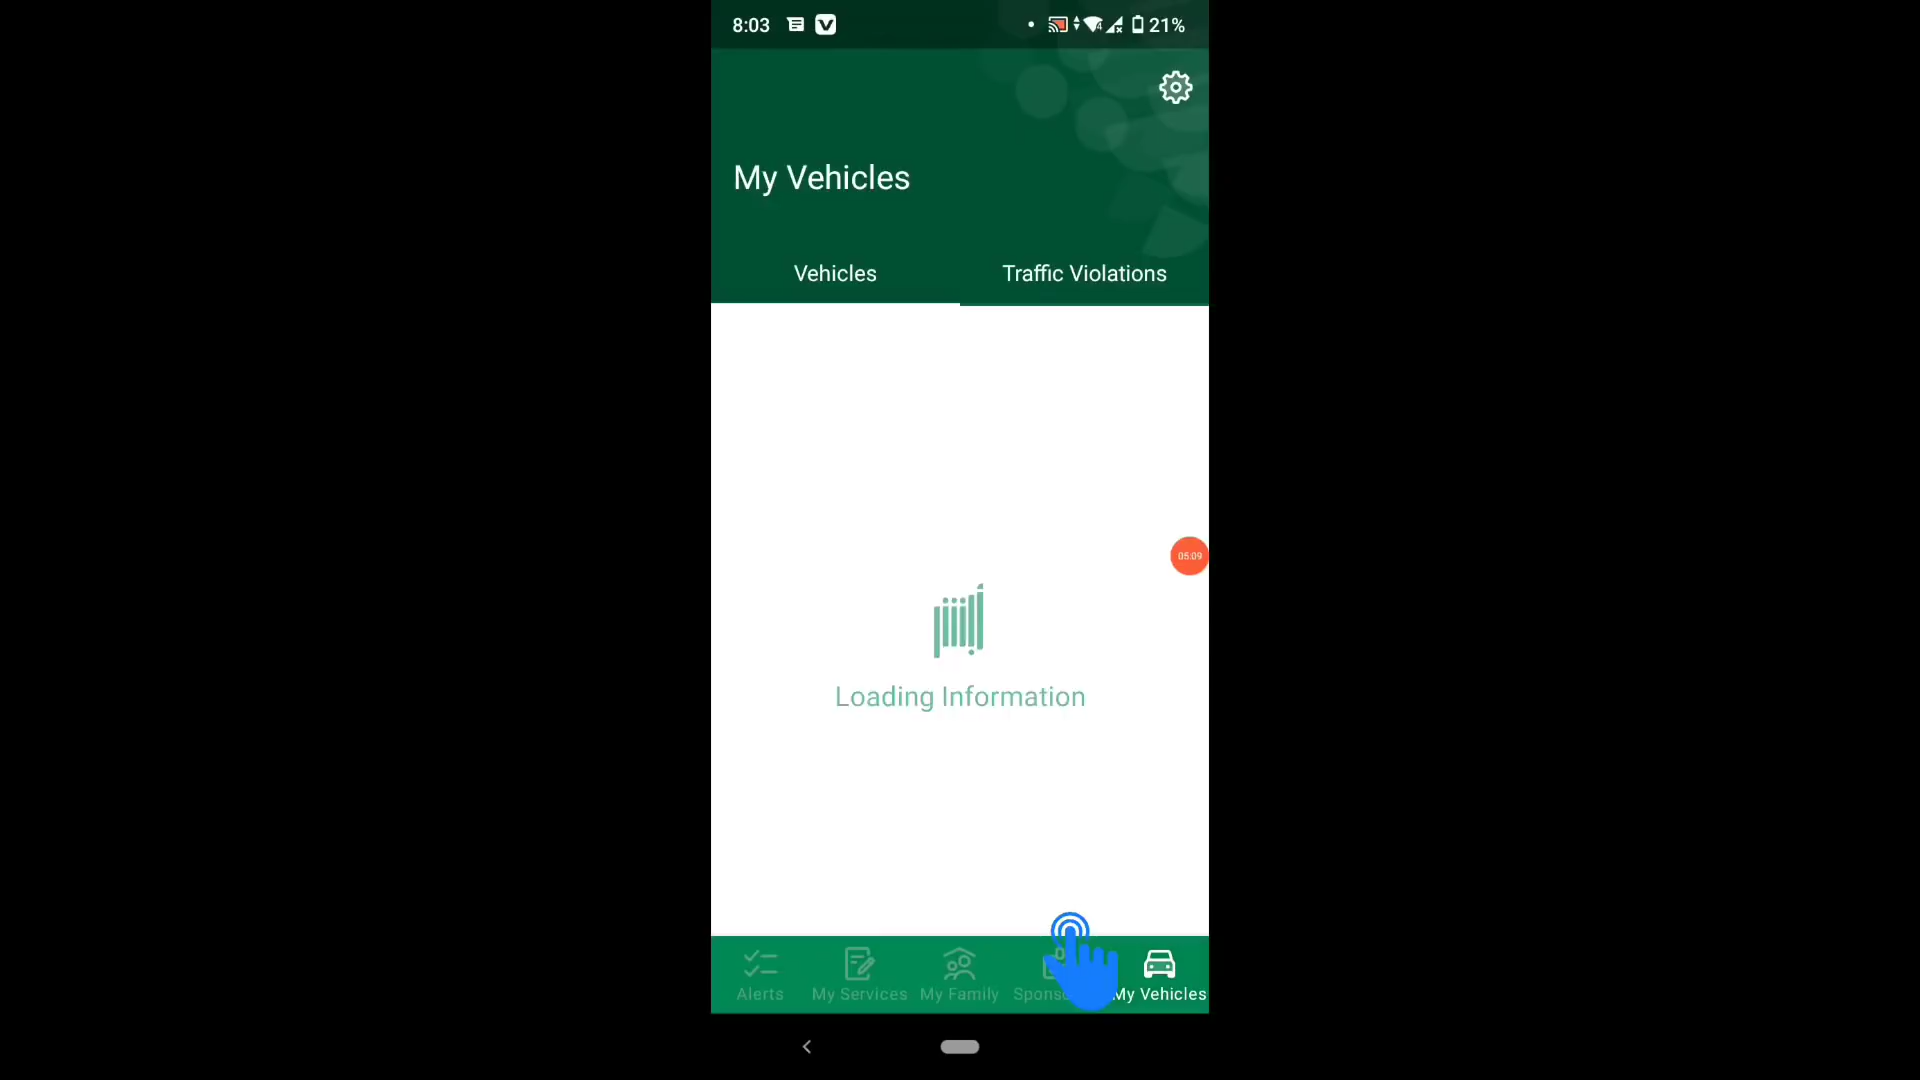 8:03
21%
My Vehicles
Vehicles
Traffic Violations
05:09
Loading Information
Alerts
My Services
My Family
My Vehicles